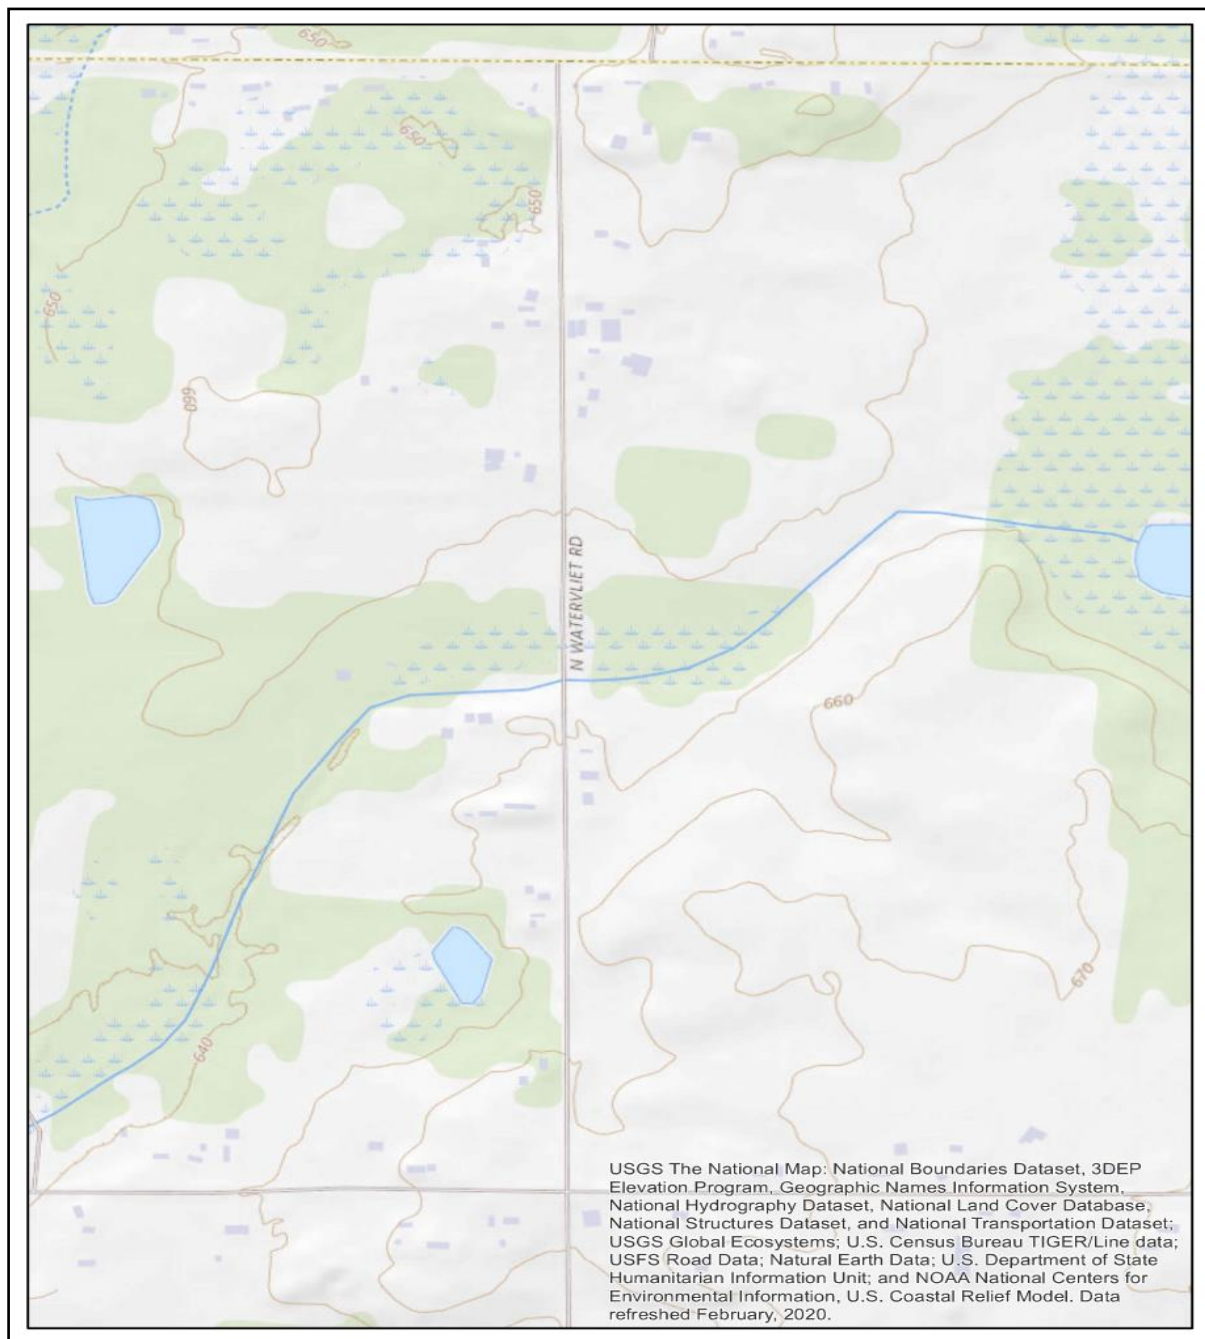 650
650
650
650
660
N WATERVLIET RD
660
670
640
USGS The National Map: National Boundaries Dataset, 3DEP
Elevation Program, Geographic Names Information System,
National Hydrography Dataset, National Land Cover Database,
National Structures Dataset, and National Transportation Dataset;
USGS Global Ecosystems; U.S. Census Bureau TIGER/Line data;
USFS Road Data; Natural Earth Data; U.S. Department of State
Humanitarian Information Unit; and NOAA National Centers for
Environmental Information, U.S. Coastal Relief Model. Data
refreshed February, 2020.